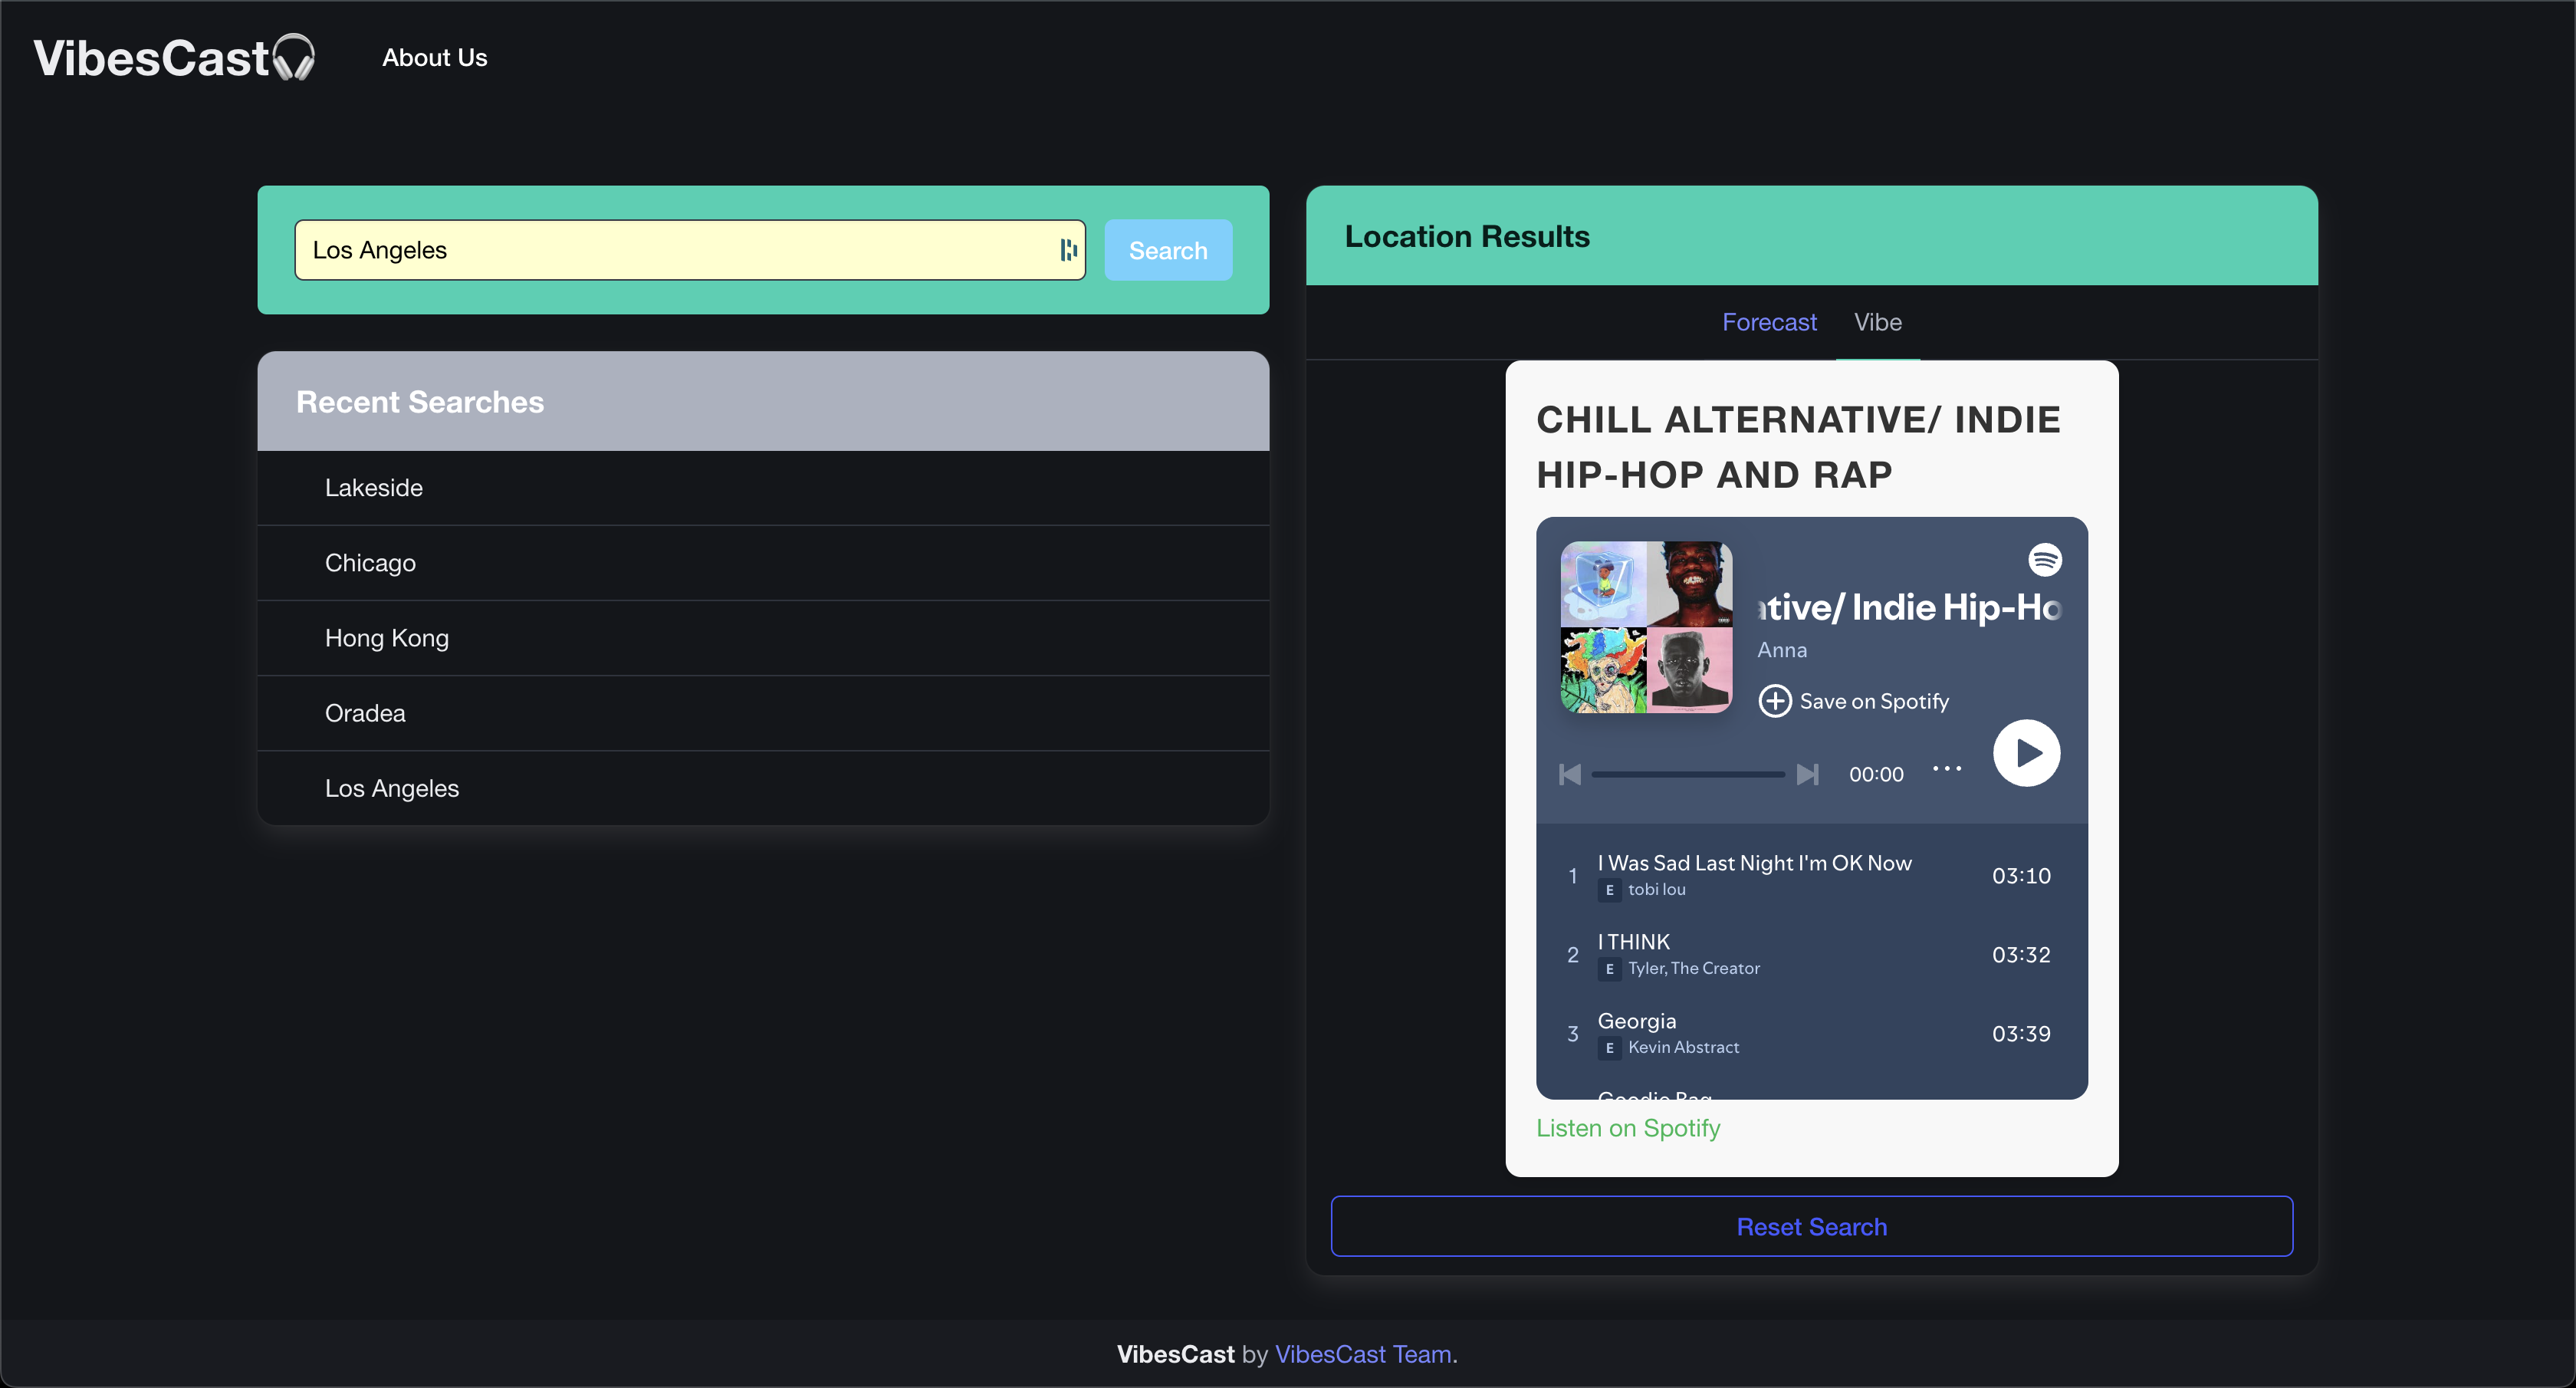 VibesCast
About Us
Los Angeles
Search
Recent Searches
Lakeside
Chicago
Hong Kong
Oradea
Los Angeles
Location Results
Forecast
Vibe
CHILL ALTERNATIVE/ INDIE
HIP-HOP AND RAP
ative/ Indie Hip-Ho
Anna
Save on Spotify
00:00
1
I Was Sad Last Night I'm OK Now
E tobi lou
03:10
2
I THINK
E Tyler, The Creator
03:32
3
Georgia
E Kevin Abstract
03:39
Goodie Bag
Listen on Spotify
Reset Search
VibesCast by VibesCast Team.